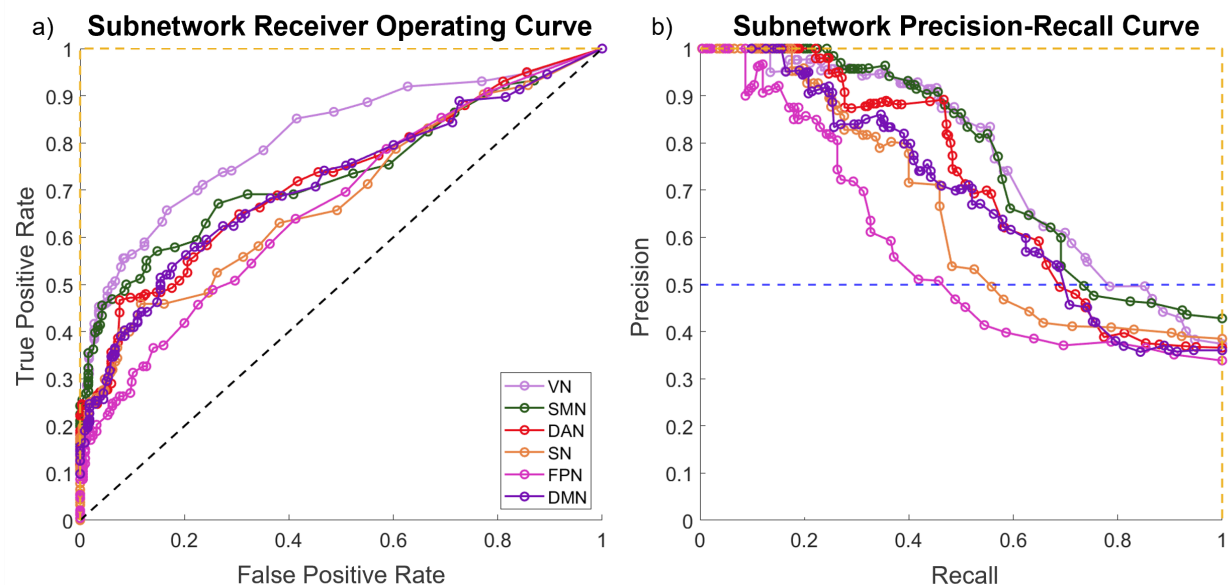 a)
Subnetwork Receiver Operating Curve
1
0.9
0.8
0.7
0.6
0.5
0.4
0.3
0.2
0.1
0
True Positive Rate
0
0.2
0.4
0.6
0.8
1
False Positive Rate
VN
SMN
DAN
SN
FPN
DMN
b)
Subnetwork Precision-Recall Curve
1
0.9
0.8
0.7
0.6
0.5
0.4
0.3
0.2
0.1
0
Precision
0
0.2
0.4
0.6
0.8
1
Recall